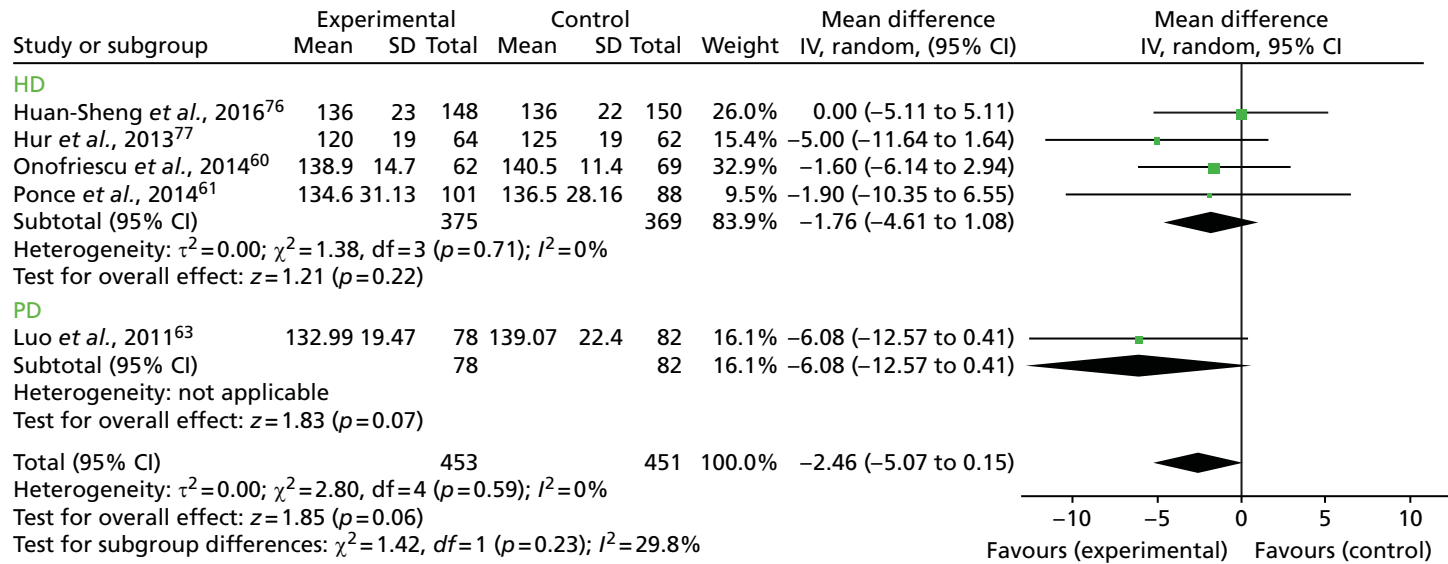 Experimental Control Mean difference Mean difference
Study or subgroup Mean SD Total Mean SD Total Weight IV, random, (95% CI) IV, random, 95% CI
HD
Huan-Sheng et al., 2016⁷⁶ 136 23 148 136 22 150 26.0% 0.00 (−5.11 to 5.11)
Hur et al., 2013⁷⁷ 120 19 64 125 19 62 15.4% −5.00 (−11.64 to 1.64)
Onofriescu et al., 2014⁶⁰ 138.9 14.7 62 140.5 11.4 69 32.9% −1.60 (−6.14 to 2.94)
Ponce et al., 2014⁶¹ 134.6 31.13 101 136.5 28.16 88 9.5% −1.90 (−10.35 to 6.55)
Subtotal (95% CI) 375 369 83.9% −1.76 (−4.61 to 1.08)
Heterogeneity: τ²=0.00; χ²=1.38, df=3 (p=0.71); I²=0%
Test for overall effect: z=1.21 (p=0.22)
PD
Luo et al., 2011⁶³ 132.99 19.47 78 139.07 22.4 82 16.1% −6.08 (−12.57 to 0.41)
Subtotal (95% CI) 78 82 16.1% −6.08 (−12.57 to 0.41)
Heterogeneity: not applicable
Test for overall effect: z=1.83 (p=0.07)
Total (95% CI) 453 451 100.0% −2.46 (−5.07 to 0.15)
Heterogeneity: τ²=0.00; χ²=2.80, df=4 (p=0.59); I²=0%
Test for overall effect: z=1.85 (p=0.06)
Test for subgroup differences: χ²=1.42, df=1 (p=0.23); I²=29.8%
−10 −5 0 5 10
Favours (experimental) Favours (control)